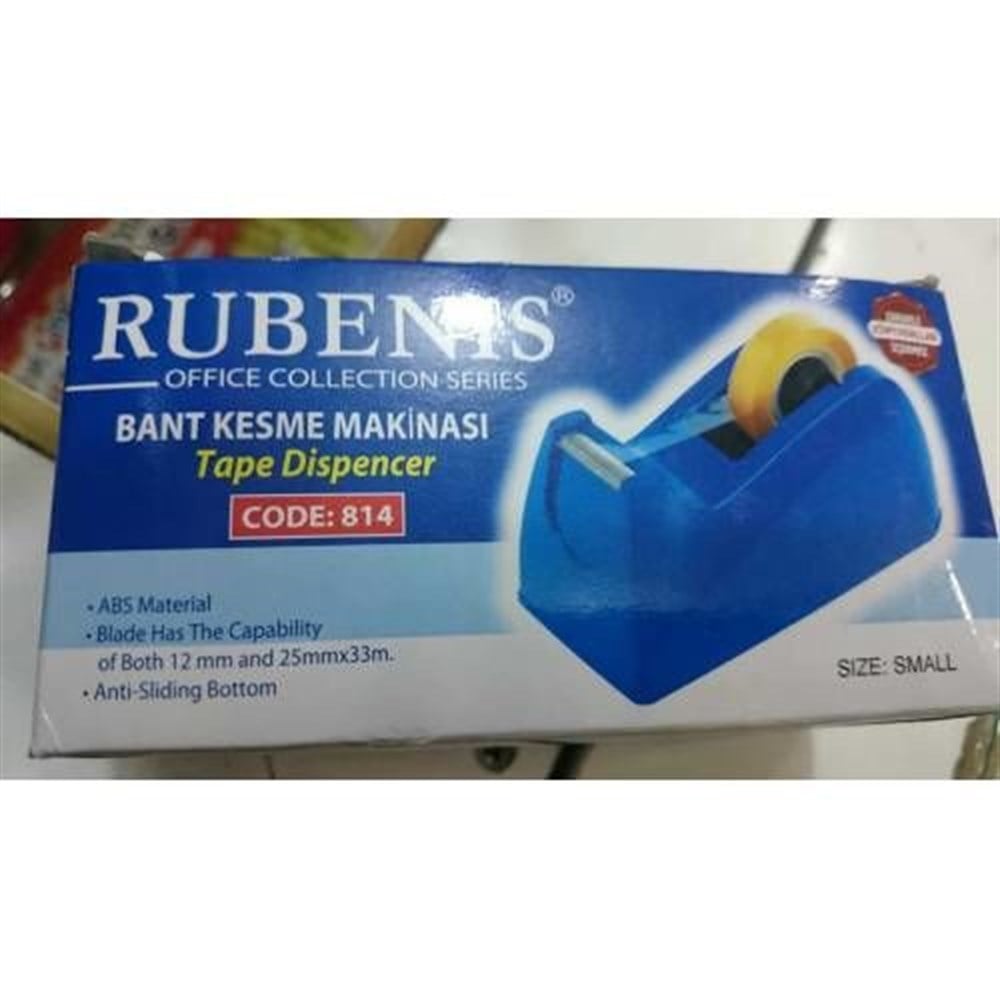 RUBENIS®
OFFICE COLLECTION SERIES
BANT KESME MAKİNASI
Tape Dispencer
CODE: 814
• ABS Material
• Blade Has The Capability
of Both 12 mm and 25mmx33m.
• Anti-Sliding Bottom
SIZE: SMALL